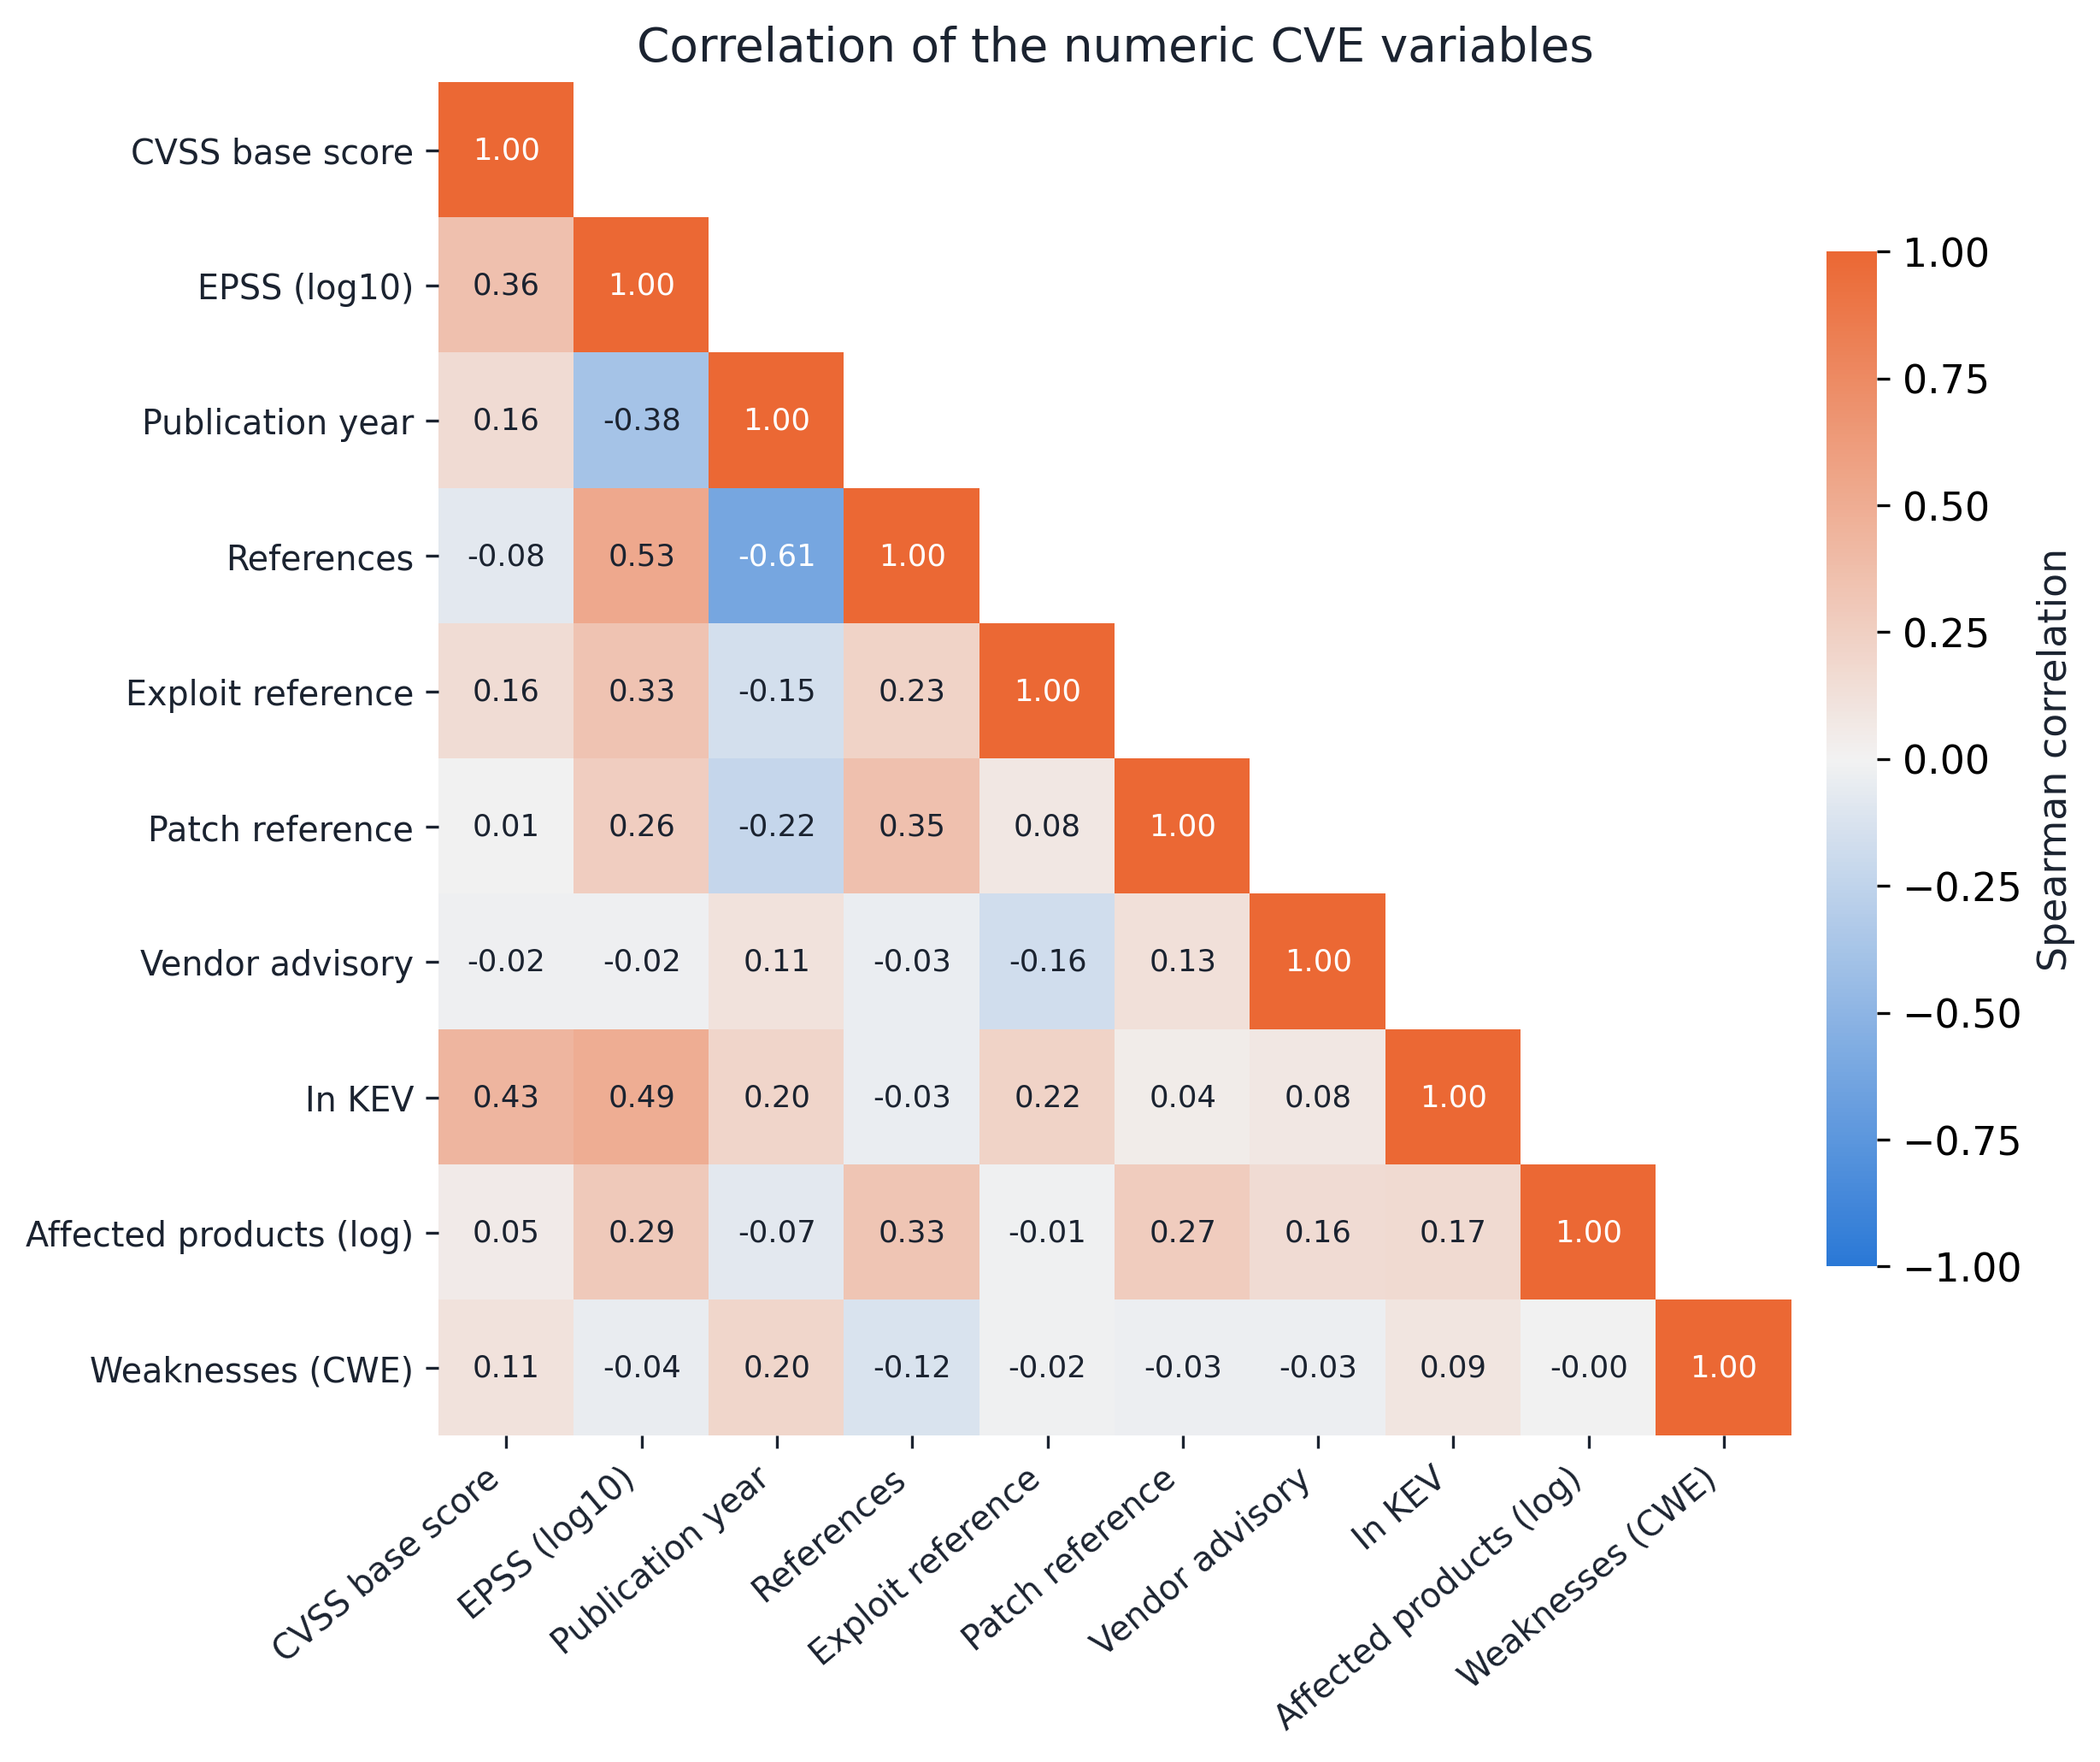 Correlation of the numeric CVE variables
CVSS base score 1.00
EPSS (log10) 0.36 1.00
Publication year 0.16 -0.38 1.00
References -0.08 0.53 -0.61 1.00
Exploit reference 0.16 0.33 -0.15 0.23 1.00
Patch reference 0.01 0.26 -0.22 0.35 0.08 1.00
Vendor advisory -0.02 -0.02 0.11 -0.03 -0.16 0.13 1.00
In KEV 0.43 0.49 0.20 -0.03 0.22 0.04 0.08 1.00
Affected products (log) 0.05 0.29 -0.07 0.33 -0.01 0.27 0.16 0.17 1.00
Weaknesses (CWE) 0.11 -0.04 0.20 -0.12 -0.02 -0.03 -0.03 0.09 -0.00 1.00
CVSS base score
EPSS (log10)
Publication year
References
Exploit reference
Patch reference
Vendor advisory
In KEV
Affected products (log)
Weaknesses (CWE)
1.00
0.75
0.50
0.25
0.00
−0.25
−0.50
−0.75
−1.00
Spearman correlation